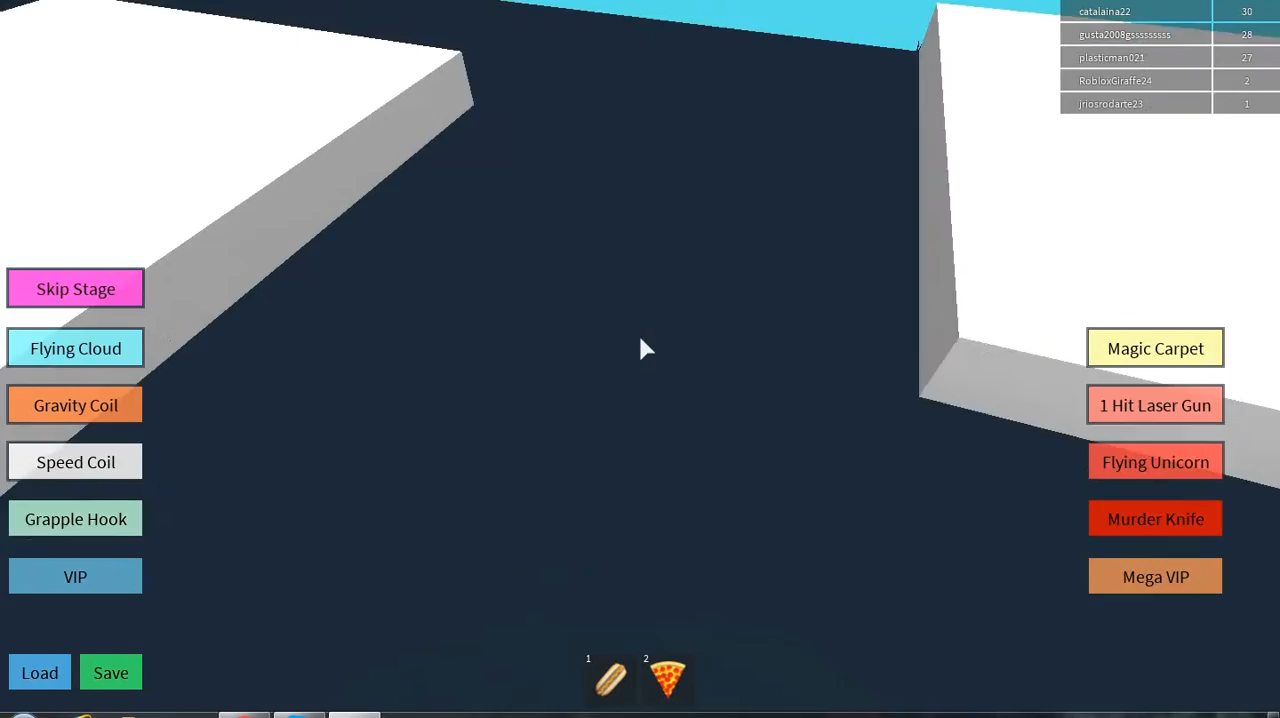 catalaina22 30
gusta2008gsssssssss 28
plasticman021 27
RobloxGiraffe24 2
jriosrodarte23 1
Skip Stage
Flying Cloud
Gravity Coil
Speed Coil
Grapple Hook
VIP
Magic Carpet
1 Hit Laser Gun
Flying Unicorn
Murder Knife
Mega VIP
Load Save
1 2